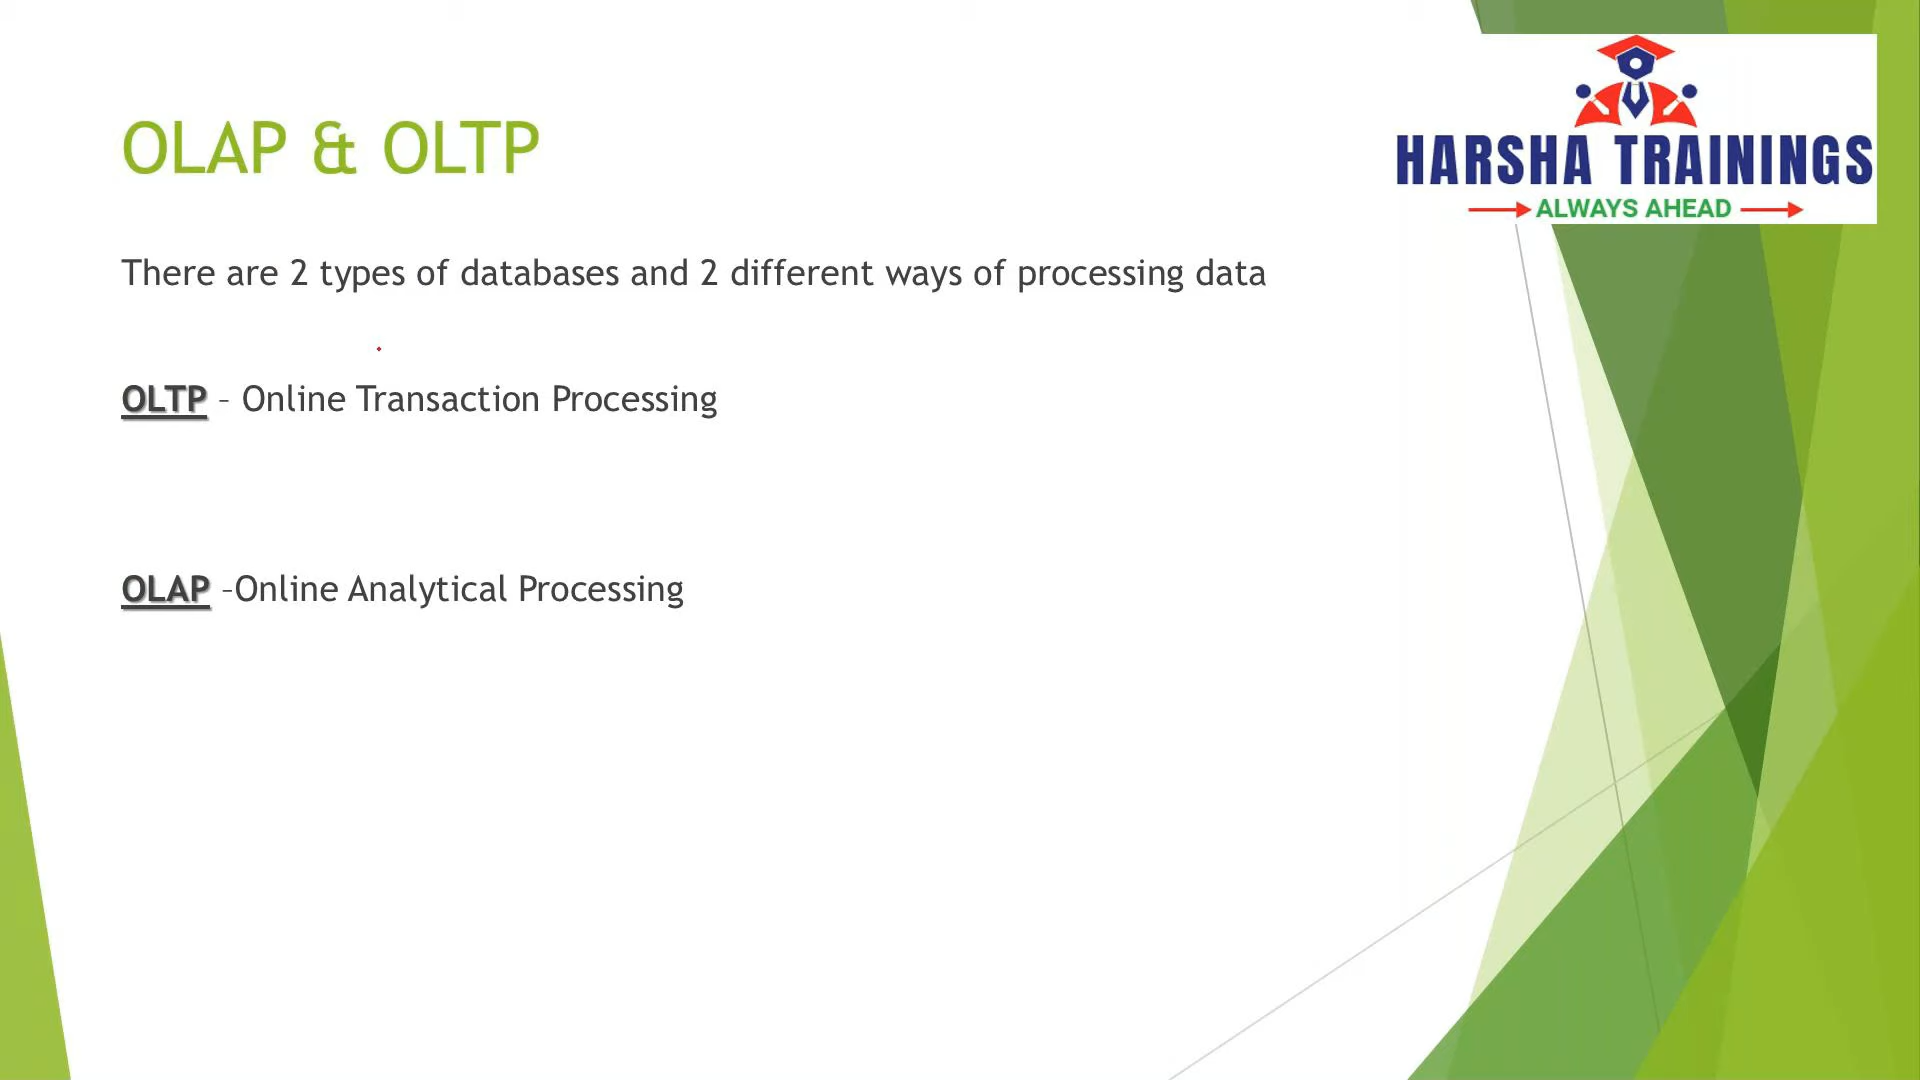 OLAP & OLTP
HARSHA TRAININGS
ALWAYS AHEAD
There are 2 types of databases and 2 different ways of processing data
OLTP – Online Transaction Processing
OLAP –Online Analytical Processing